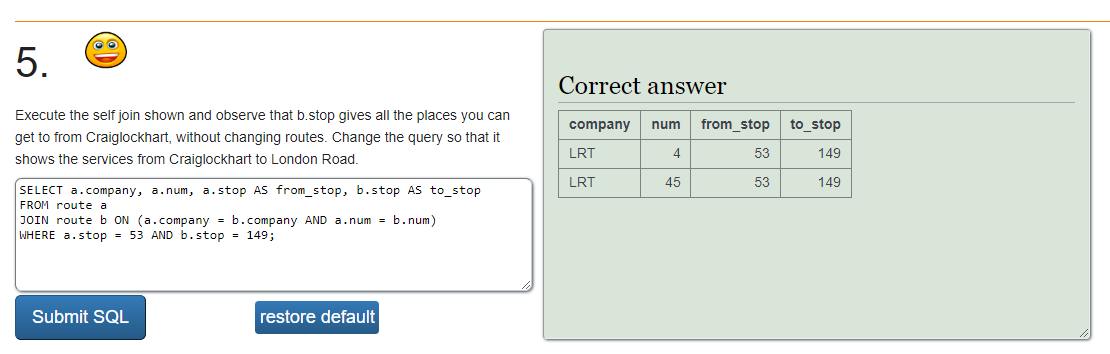 5.
Execute the self join shown and observe that b.stop gives all the places you can
get to from Craiglockhart, without changing routes. Change the query so that it
shows the services from Craiglockhart to London Road.
SELECT a.company, a.num, a.stop AS from_stop, b.stop AS to_stop
FROM route a
JOIN route b ON (a.company = b.company AND a.num = b.num)
WHERE a.stop = 53 AND b.stop = 149;
Submit SQL
restore default
Correct answer
company num from_stop to_stop
LRT 4 53 149
LRT 45 53 149